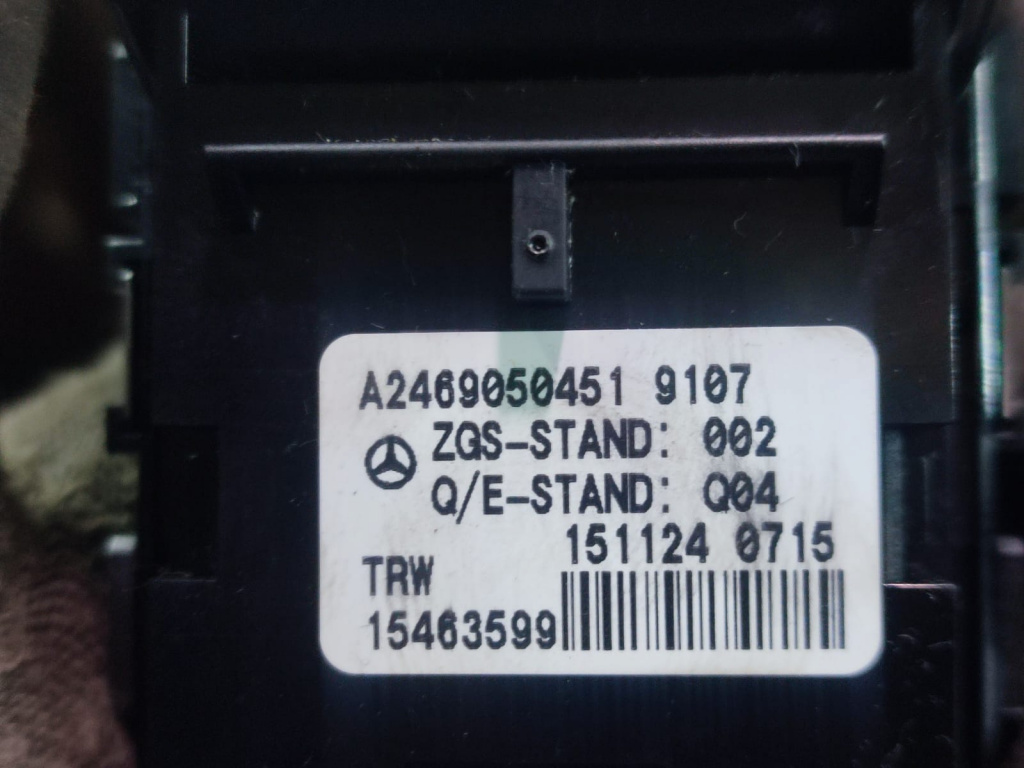 A2469050451 9107
ZGS-STAND: 002
Q/E-STAND: Q04
151124 0715
TRW
15463599